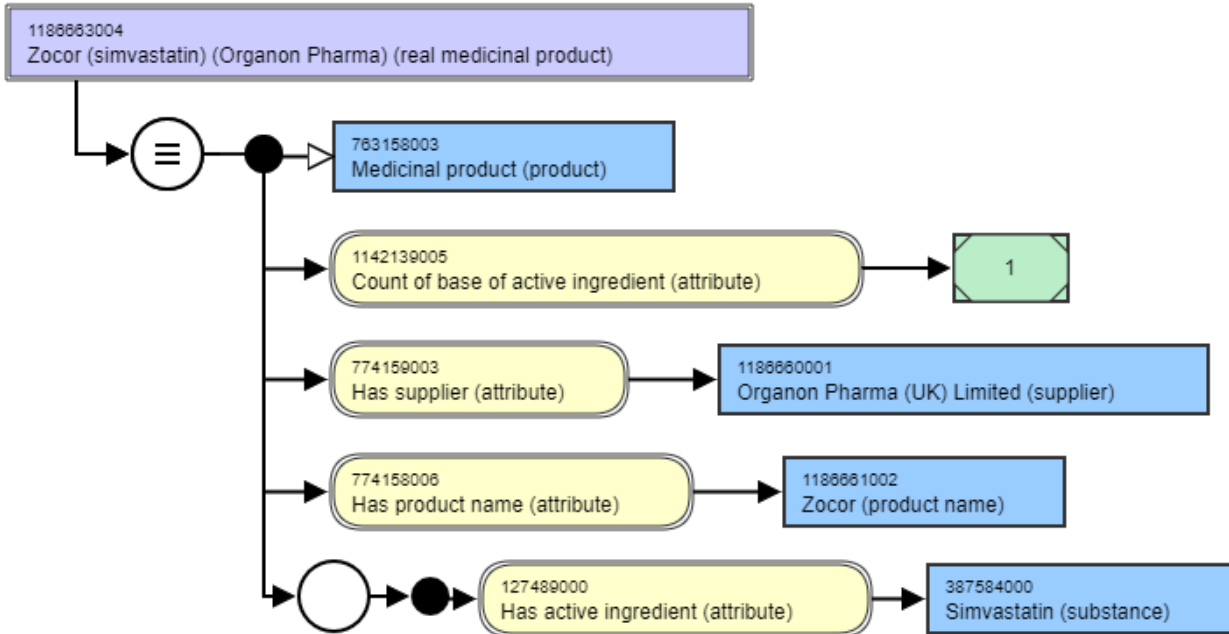 1186663004
Zocor (simvastatin) (Organon Pharma) (real medicinal product)
763158003
Medicinal product (product)
1142139005
Count of base of active ingredient (attribute)
1
774159003
Has supplier (attribute)
1186660001
Organon Pharma (UK) Limited (supplier)
774158006
Has product name (attribute)
1186661002
Zocor (product name)
127489000
Has active ingredient (attribute)
387584000
Simvastatin (substance)